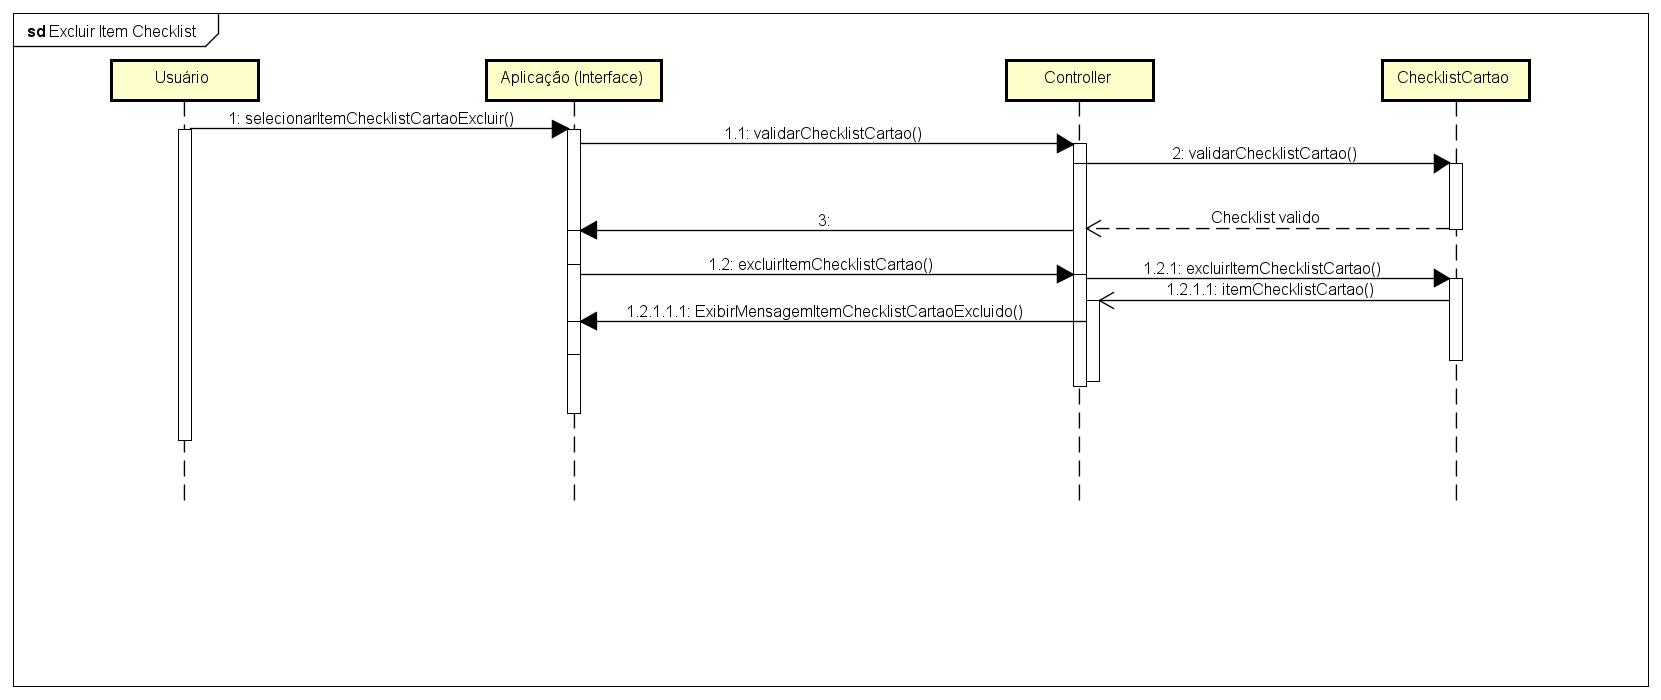 sd Excluir Item Checklist
Usuário
Aplicação (Interface)
Controller
ChecklistCartao
1: selecionarItemChecklistCartaoExcluir()
1.1: validarChecklistCartao()
2: validarChecklistCartao()
Checklist valido
3:
1.2: excluirItemChecklistCartao()
1.2.1: excluirItemChecklistCartao()
1.2.1.1: itemChecklistCartao()
1.2.1.1.1: ExibirMensagemItemChecklistCartaoExcluido()